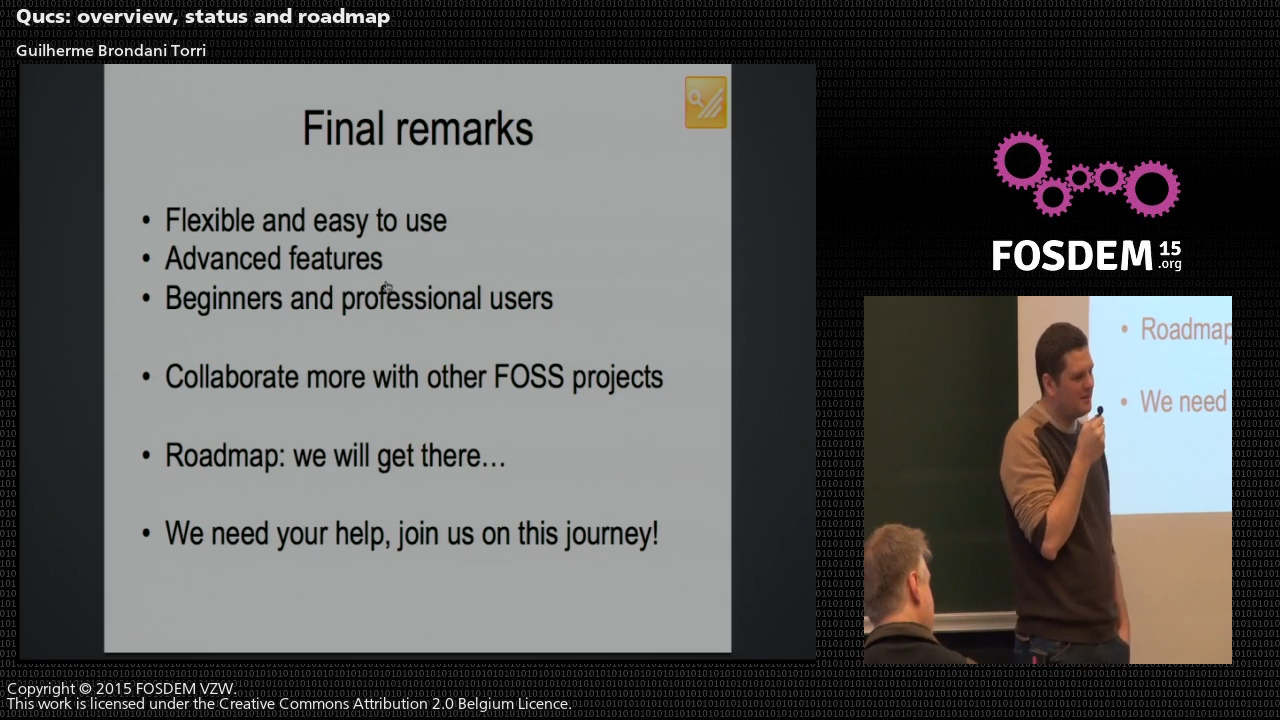 Qucs: overview, status and roadmap
Guilherme Brondani Torri
Final remarks
• Flexible and easy to use
• Advanced features
• Beginners and professional users
• Collaborate more with other FOSS projects
• Roadmap: we will get there…
• We need your help, join us on this journey!
FOSDEM 15
.org
• Roadmap
• We need
Copyright © 2015 FOSDEM VZW.
This work is licensed under the Creative Commons Attribution 2.0 Belgium Licence.